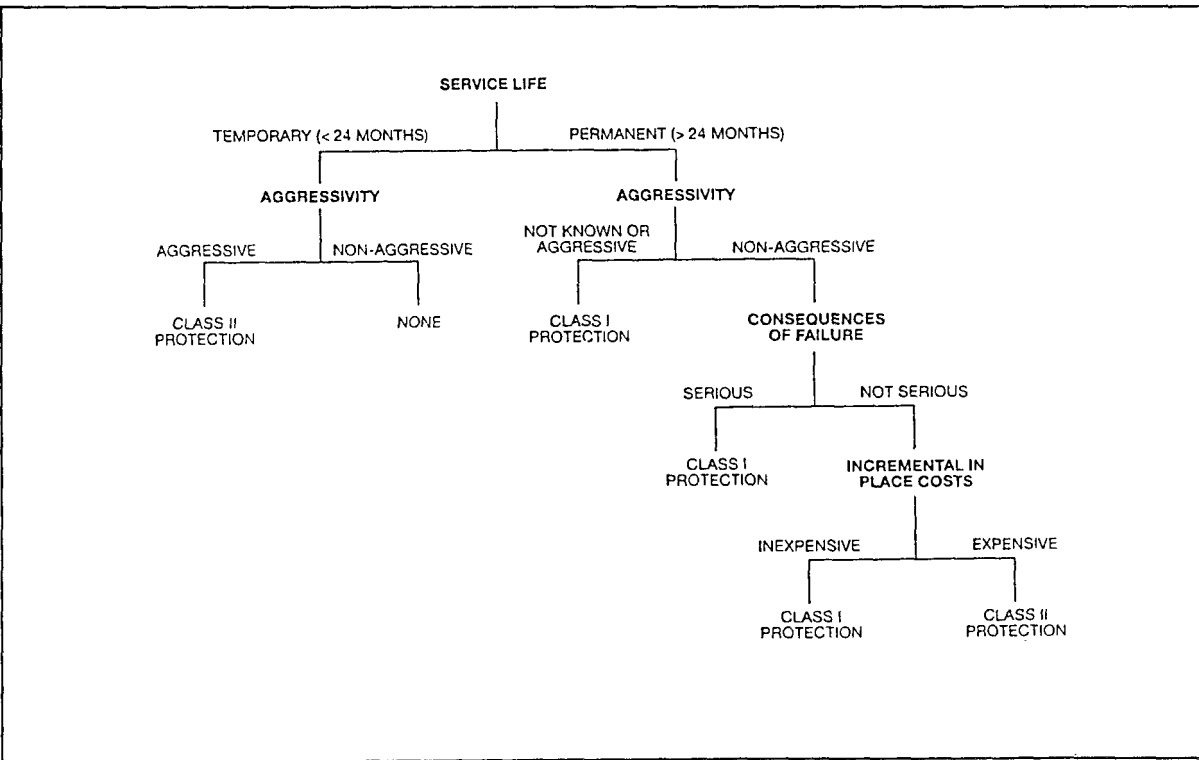 SERVICE LIFE
TEMPORARY (< 24 MONTHS)
PERMANENT (> 24 MONTHS)
AGGRESSIVITY
AGGRESSIVITY
AGGRESSIVE
NON-AGGRESSIVE
NOT KNOWN OR
AGGRESSIVE
NON-AGGRESSIVE
CLASS II
PROTECTION
NONE
CLASS I
PROTECTION
CONSEQUENCES
OF FAILURE
SERIOUS
NOT SERIOUS
CLASS I
PROTECTION
INCREMENTAL IN
PLACE COSTS
INEXPENSIVE
EXPENSIVE
CLASS I
PROTECTION
CLASS II
PROTECTION